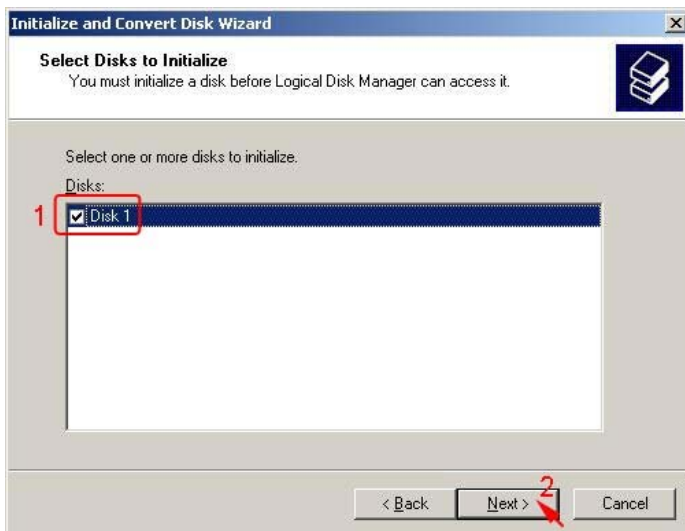 Initialize and Convert Disk Wizard
Select Disks to Initialize
You must initialize a disk before Logical Disk Manager can access it.
Select one or more disks to initialize.
Disks:
1
Disk 1
2
< Back
Next >
Cancel